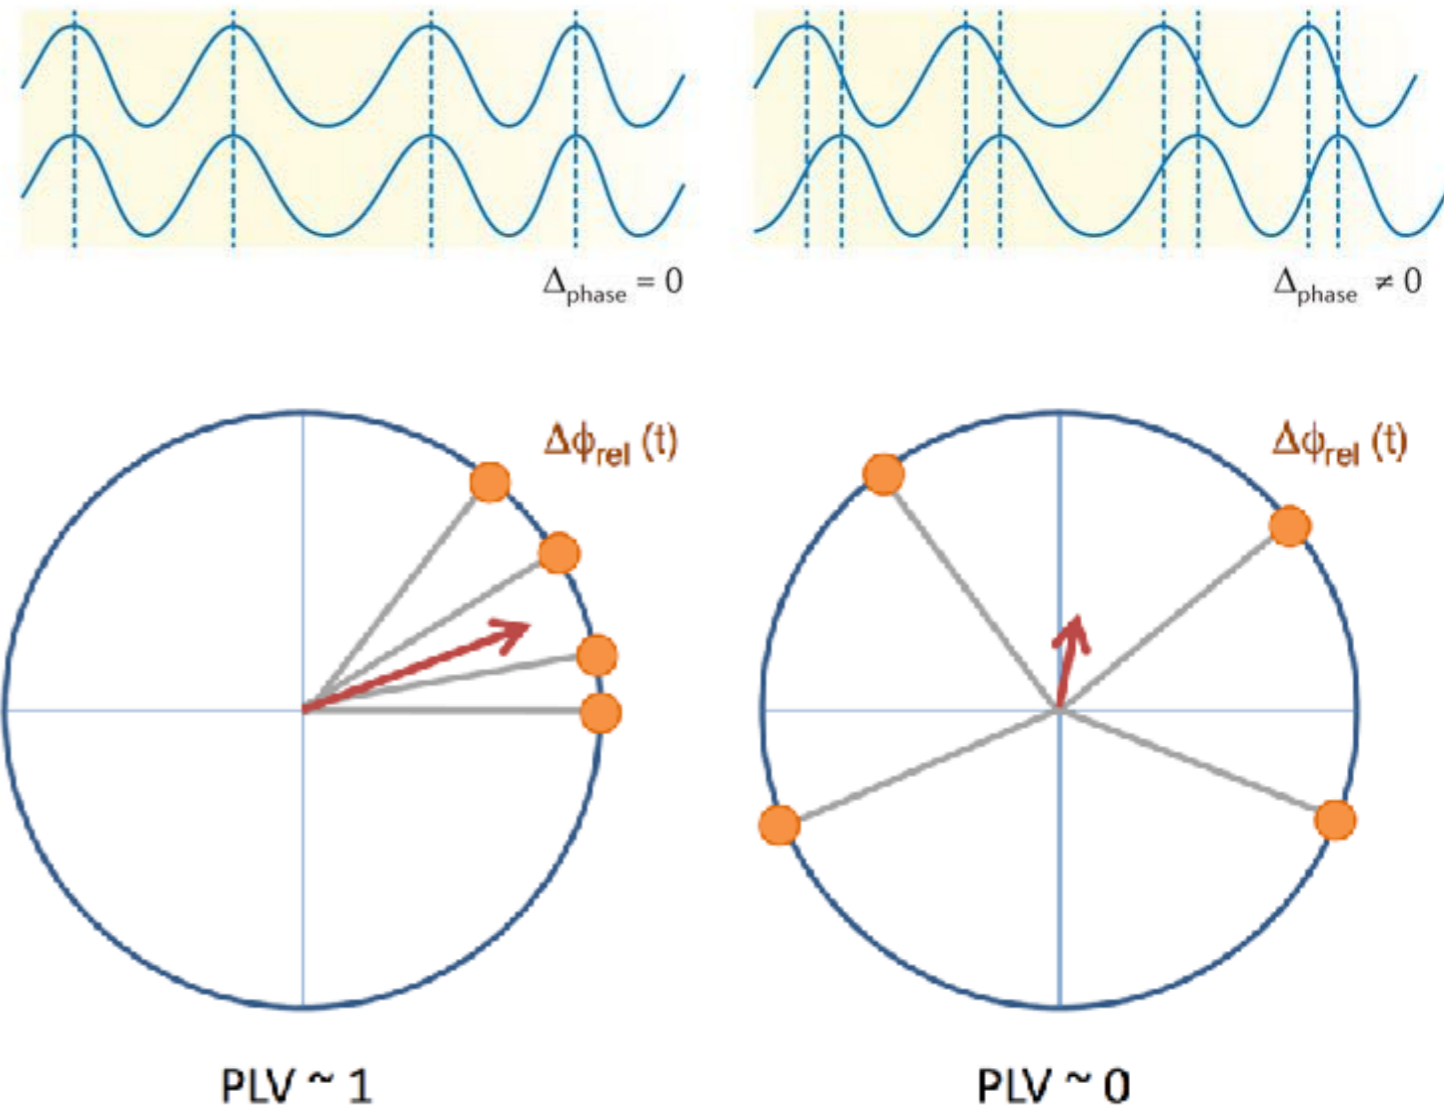 Δphase = 0
Δphase ≠ 0
Δϕrel (t)
Δϕrel (t)
PLV ~ 1
PLV ~ 0